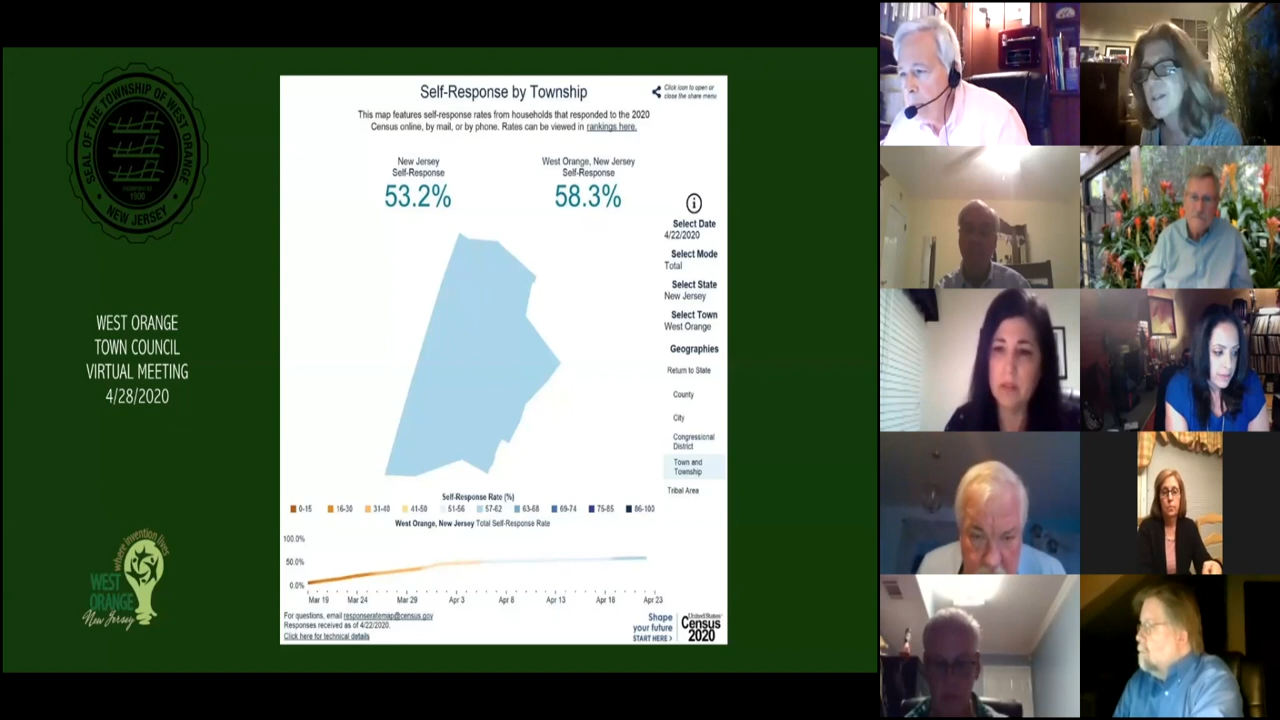 SEAL OF THE TOWNSHIP OF WEST ORANGE
1900
NEW JERSEY
WEST ORANGE
TOWN COUNCIL
VIRTUAL MEETING
4/28/2020
where invention lives
WEST
ORANGE
New Jersey
Self-Response by Township
Click icon to open or
close the share menu
This map features self-response rates from households that responded to the 2020
Census online, by mail, or by phone. Rates can be viewed in rankings here.
New Jersey
Self-Response
53.2%
West Orange, New Jersey
Self-Response
58.3%
Select Date
4/22/2020
Select Mode
Total
Select State
New Jersey
Select Town
West Orange
Geographies
Return to State
County
City
Congressional
District
Town and
Township
Tribal Area
Self-Response Rate (%)
0-15 16-30 31-40 41-50 51-56 57-62 63-68 69-74 75-85 86-100
West Orange, New Jersey Total Self-Response Rate
100.0%
50.0%
0.0%
Mar 19 Mar 24 Mar 29 Apr 3 Apr 8 Apr 13 Apr 18 Apr 23
For questions, email responseratemap@census.gov
Responses received as of 4/22/2020.
Click here for technical details
Shape
your future
START HERE >
United States
Census
2020